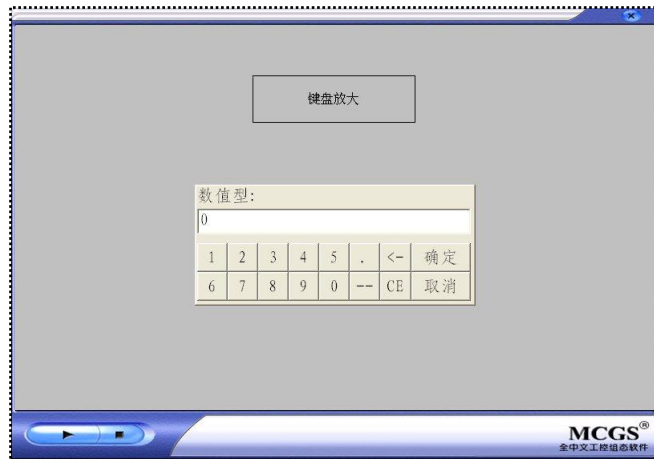 键盘放大
数值型:
0
1 2 3 4 5 . <- 确定
6 7 8 9 0 -- CE 取消
MCGS®
全中文工控组态软件